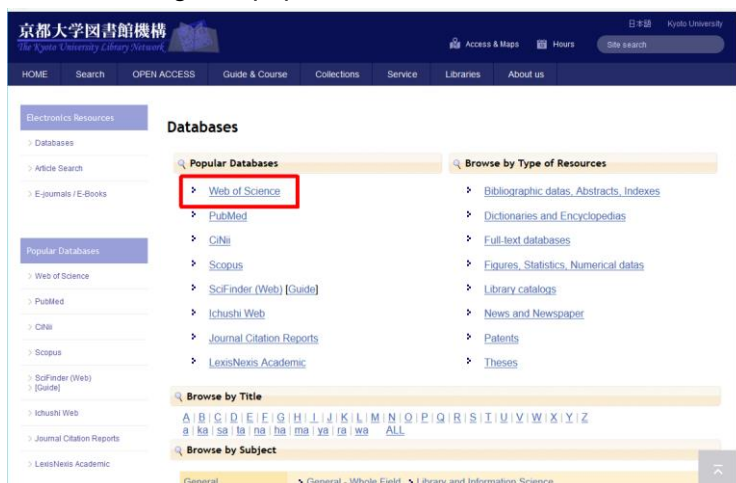 京都大学図書館機構
The Kyoto University Library Network
日本語 Kyoto University
Access & Maps Hours Site search
HOME Search OPEN ACCESS Guide & Course Collections Service Libraries About us
Electronics Resources
> Databases
> Article Search
> E-journals / E-Books
Popular Databases
> Web of Science
> PubMed
> CiNii
> Scopus
> SciFinder (Web)
> [Guide]
> Ichushi Web
> Journal Citation Reports
> LexisNexis Academic
Databases
Popular Databases
Web of Science
PubMed
CiNii
Scopus
SciFinder (Web) [Guide]
Ichushi Web
Journal Citation Reports
LexisNexis Academic
Browse by Type of Resources
Bibliographic datas, Abstracts, Indexes
Dictionaries and Encyclopedias
Full-text databases
Figures, Statistics, Numerical datas
Library catalogs
News and Newspaper
Patents
Theses
Browse by Title
A | B | C | D | E | F | G | H | I | J | K | L | M | N | O | P | Q | R | S | T | U | V | W | X | Y | Z
a | ka | sa | ta | na | ha | ma | ya | ra | wa ALL
Browse by Subject
General General - Whole Field Library and Information Science